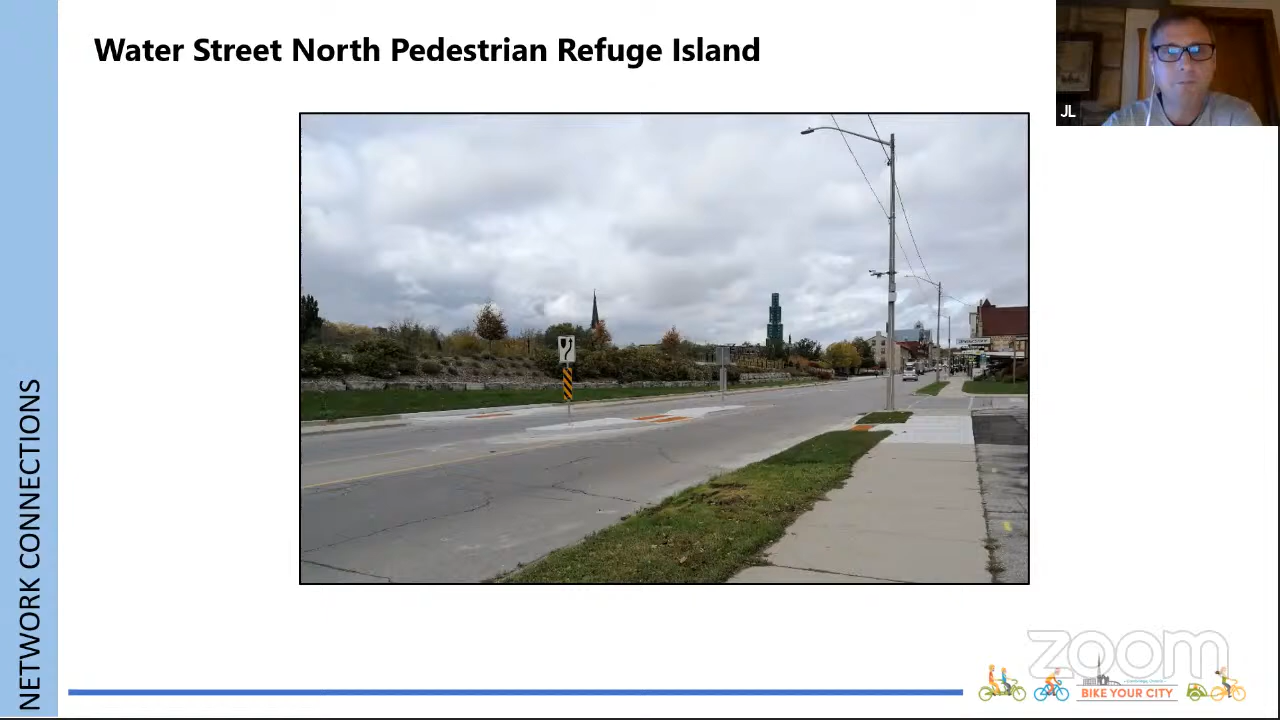 Water Street North Pedestrian Refuge Island
JL
NETWORK CONNECTIONS
zoom
BIKE YOUR CITY